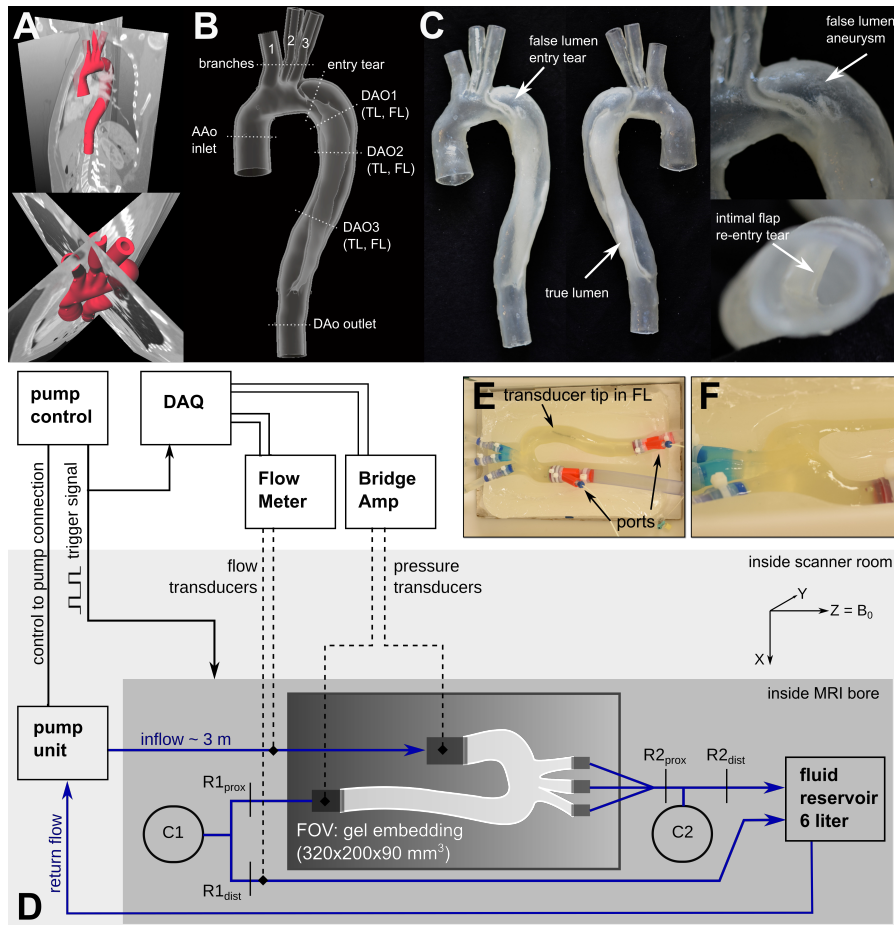 A
B
C
1
2
3
branches
entry tear
DAO1
(TL, FL)
AAo
inlet
DAO2
(TL, FL)
DAO3
(TL, FL)
DAo outlet
false lumen
entry tear
true lumen
false lumen
aneurysm
intimal flap
re-entry tear
pump
control
DAQ
Flow
Meter
Bridge
Amp
E
transducer tip in FL
ports
F
control to pump connection
trigger signal
flow
transducers
pressure
transducers
inside scanner room
Y
Z = B₀
X
inside MRI bore
pump
unit
inflow ~ 3 m
R1prox
C1
R1dist
FOV: gel embedding
(320x200x90 mm³)
R2prox
R2dist
C2
fluid
reservoir
6 liter
return flow
D